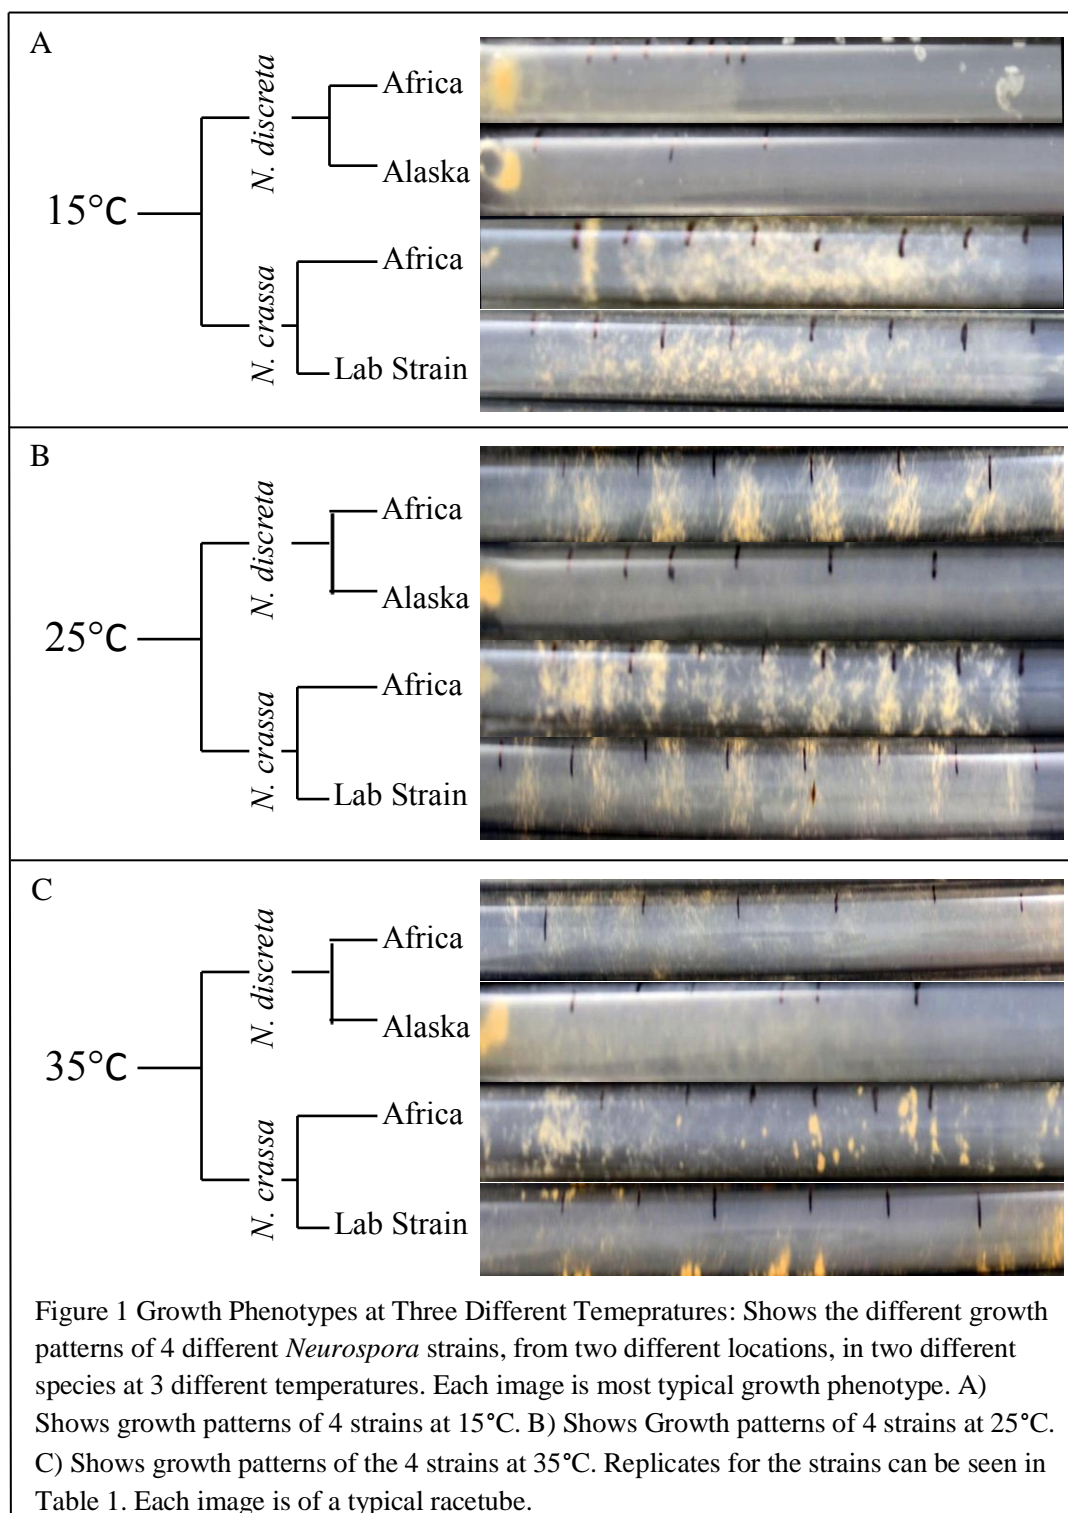 A
N. discreta
Africa
Alaska
15°C
N. crassa
Africa
Lab Strain
B
N. discreta
Africa
Alaska
25°C
N. crassa
Africa
Lab Strain
C
N. discreta
Africa
Alaska
35°C
N. crassa
Africa
Lab Strain
Figure 1 Growth Phenotypes at Three Different Temepratures: Shows the different growth
patterns of 4 different Neurospora strains, from two different locations, in two different
species at 3 different temperatures. Each image is most typical growth phenotype. A)
Shows growth patterns of 4 strains at 15°C. B) Shows Growth patterns of 4 strains at 25°C.
C) Shows growth patterns of the 4 strains at 35°C. Replicates for the strains can be seen in
Table 1. Each image is of a typical racetube.